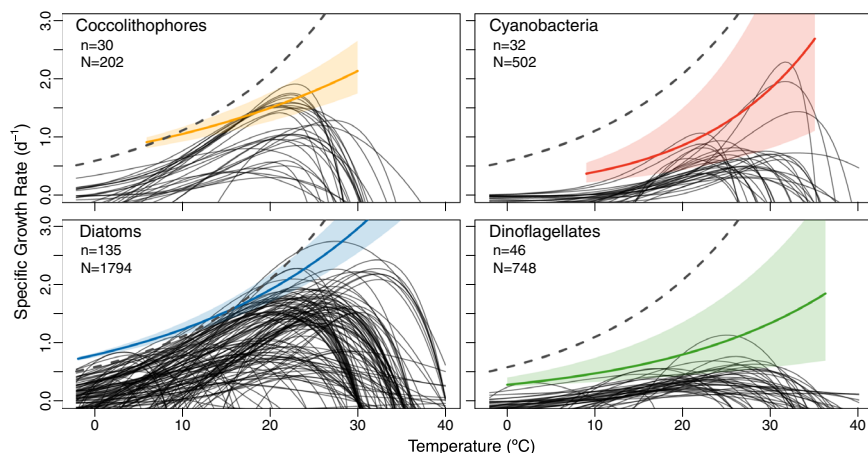 Coccolithophores
n=30
N=202
Cyanobacteria
n=32
N=502
Diatoms
n=135
N=1794
Dinoflagellates
n=46
N=748
Specific Growth Rate (d⁻¹)
3.0
2.0
1.0
0.0
3.0
2.0
1.0
0.0
0 10 20 30 40
0 10 20 30 40
Temperature (ºC)